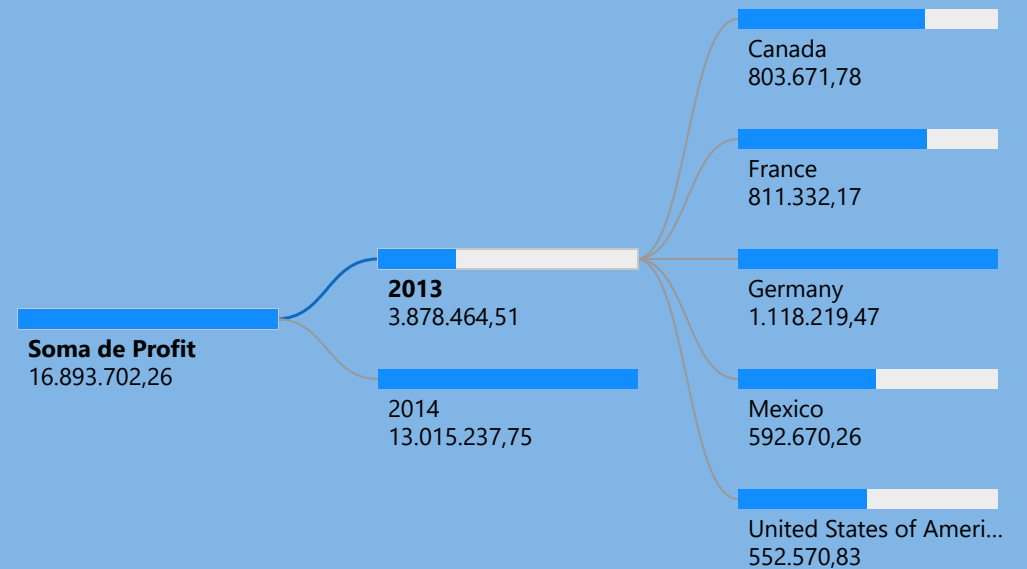 Soma de Profit
16.893.702,26
2013
3.878.464,51
2014
13.015.237,75
Canada
803.671,78
France
811.332,17
Germany
1.118.219,47
Mexico
592.670,26
United States of Ameri...
552.570,83